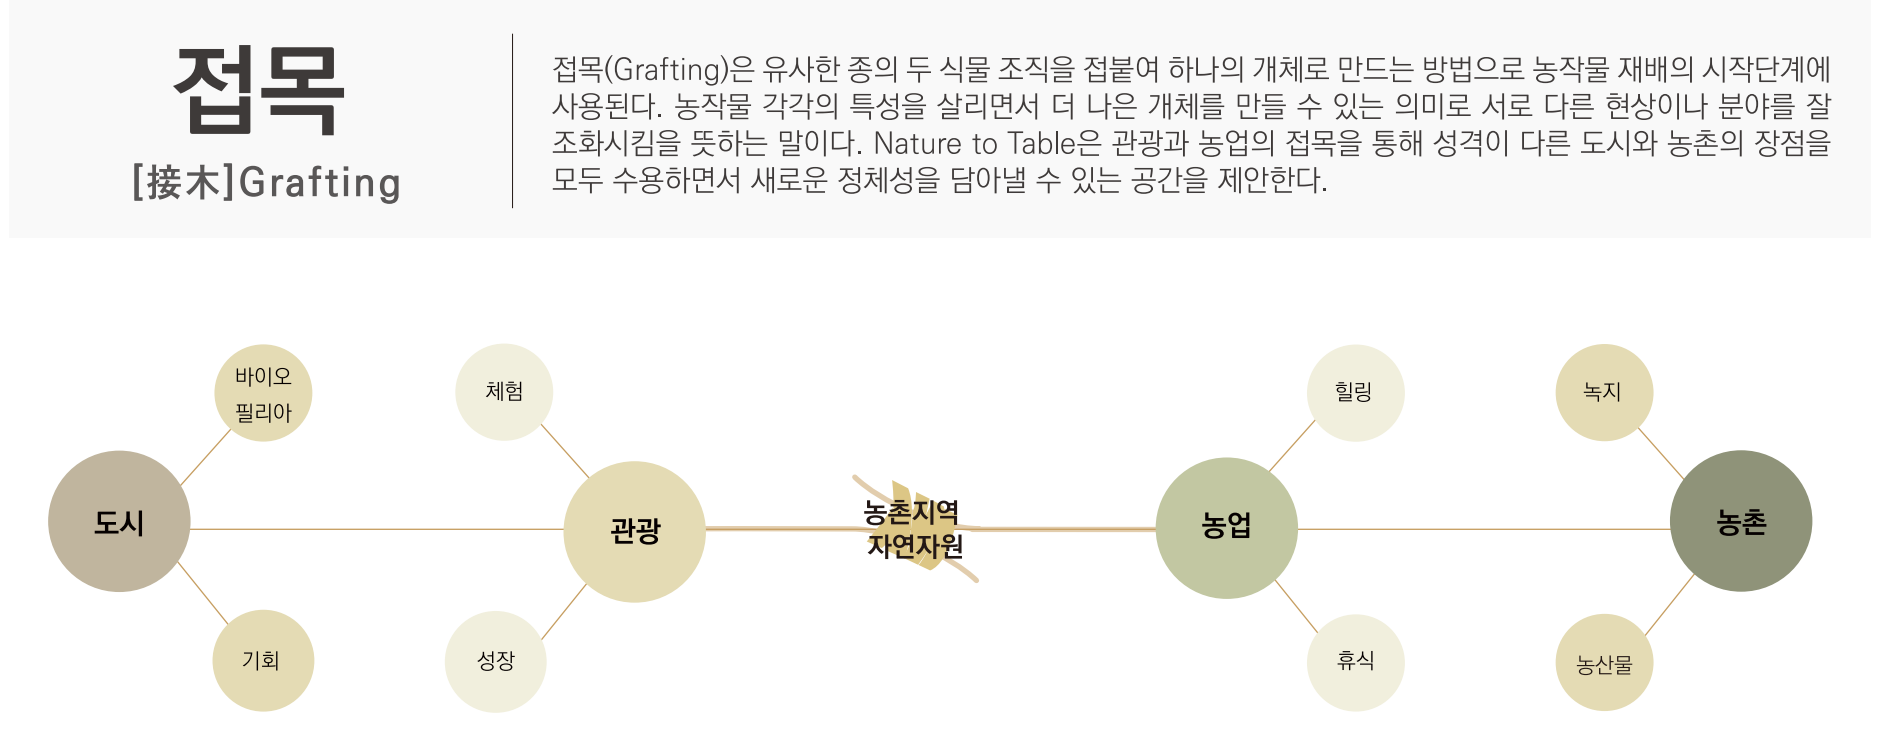 접목
[接木]Grafting
접목(Grafting)은 유사한 종의 두 식물 조직을 접붙여 하나의 개체로 만드는 방법으로 농작물 재배의 시작단계에
사용된다. 농작물 각각의 특성을 살리면서 더 나은 개체를 만들 수 있는 의미로 서로 다른 현상이나 분야를 잘
조화시킴을 뜻하는 말이다. Nature to Table은 관광과 농업의 접목을 통해 성격이 다른 도시와 농촌의 장점을
모두 수용하면서 새로운 정체성을 담아낼 수 있는 공간을 제안한다.
바이오
필리아
체험
힐링
녹지
도시
관광
농촌지역
자연자원
농업
농촌
기회
성장
휴식
농산물